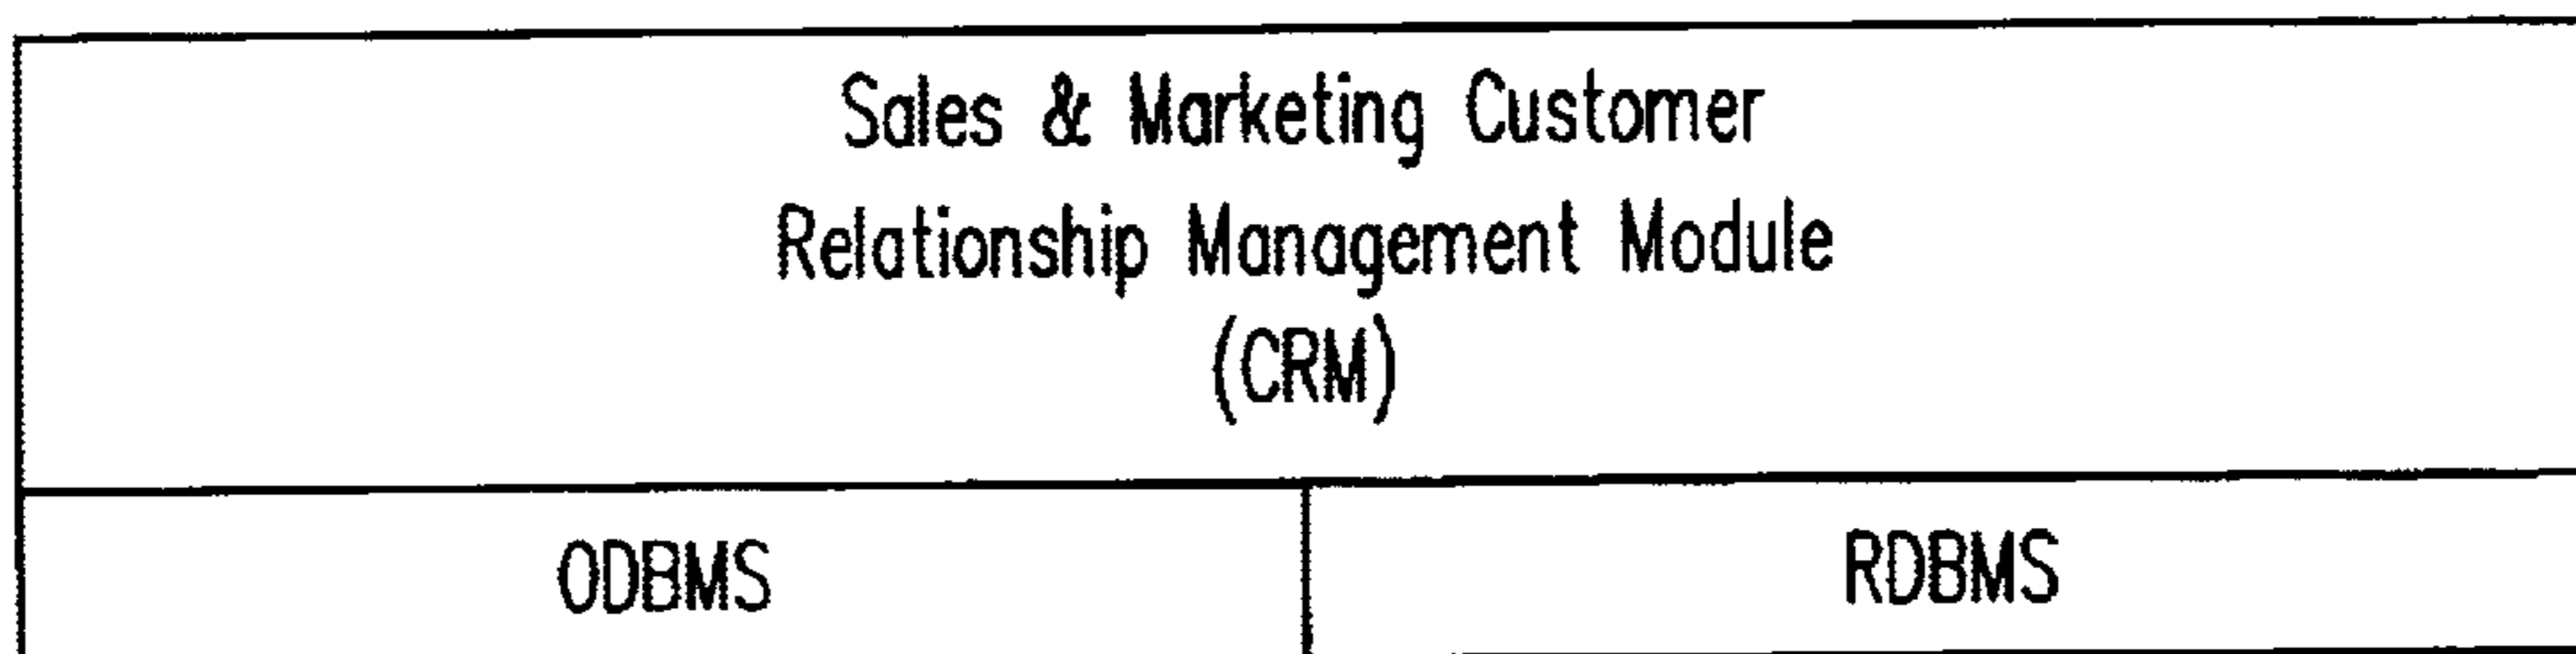 Sales & Marketing Customer
Relationship Management Module
(CRM)
ODBMS
RDBMS